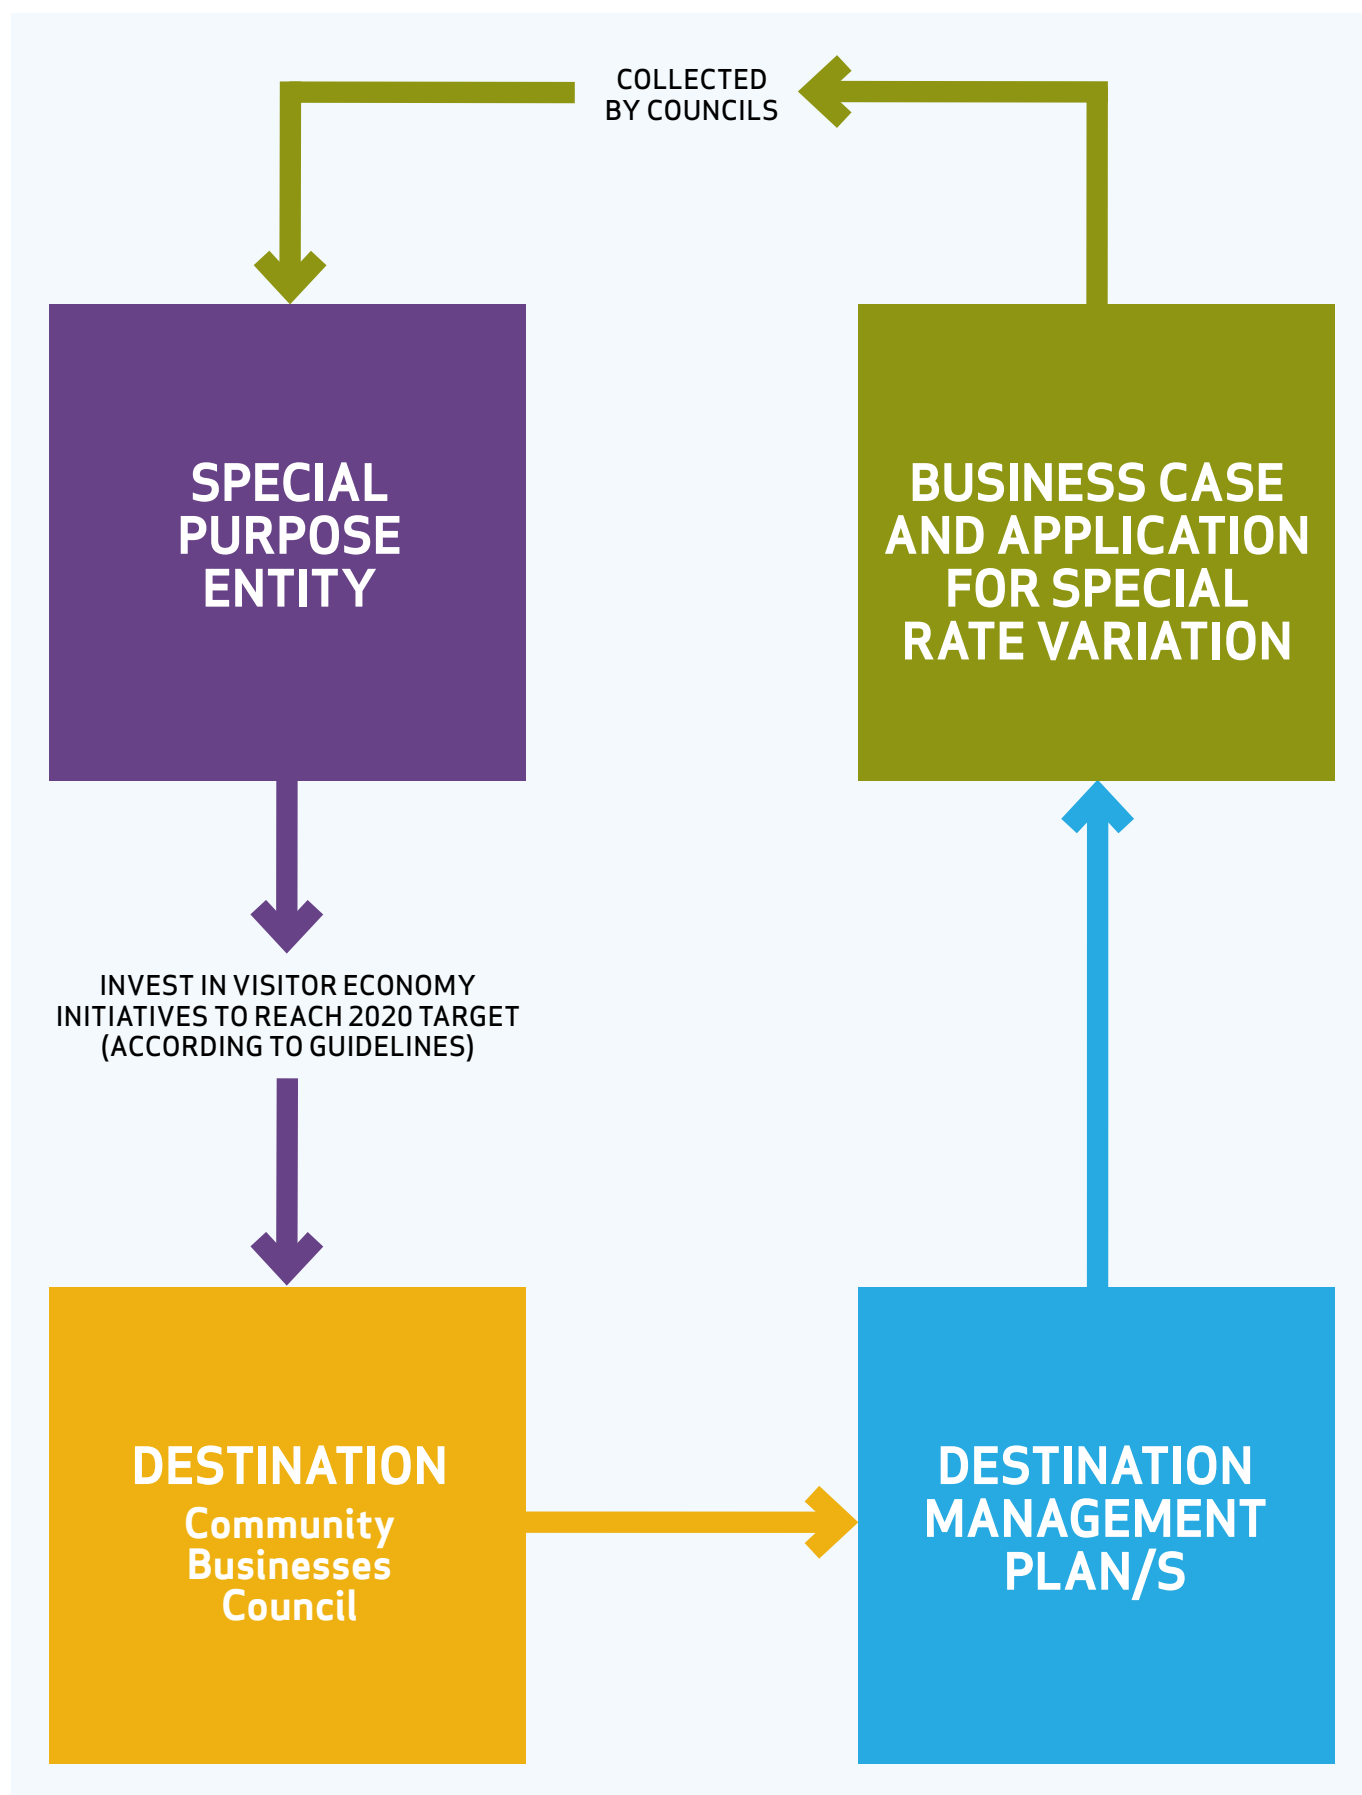 COLLECTED
BY COUNCILS
SPECIAL
PURPOSE
ENTITY
BUSINESS CASE
AND APPLICATION
FOR SPECIAL
RATE VARIATION
INVEST IN VISITOR ECONOMY
INITIATIVES TO REACH 2020 TARGET
(ACCORDING TO GUIDELINES)
DESTINATION
Community
Businesses
Council
DESTINATION
MANAGEMENT
PLAN/S